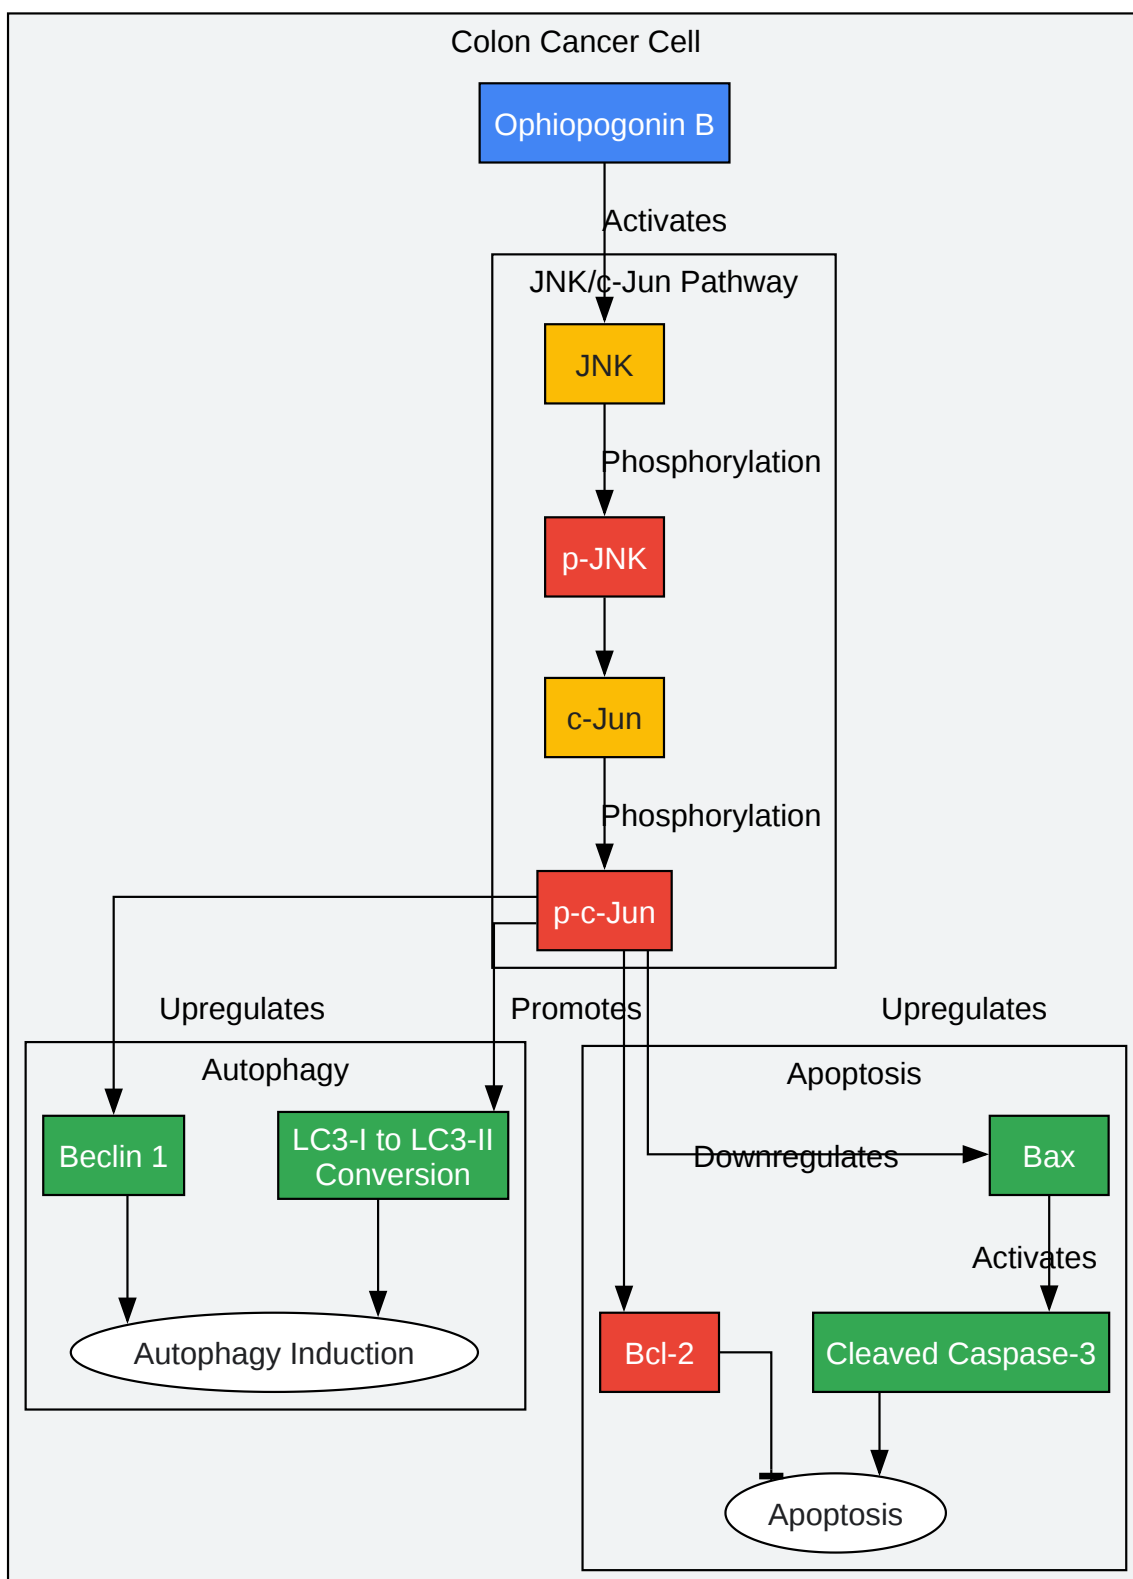 Colon Cancer Cell
Ophiopogonin B
Activates
JNK/c-Jun Pathway
JNK
Phosphorylation
p-JNK
c-Jun
Phosphorylation
p-c-Jun
Upregulates
Promotes
Upregulates
Autophagy
Apoptosis
Beclin 1
LC3-I to LC3-II
Conversion
Downregulates
Bax
Activates
Autophagy Induction
Bcl-2
Cleaved Caspase-3
Apoptosis